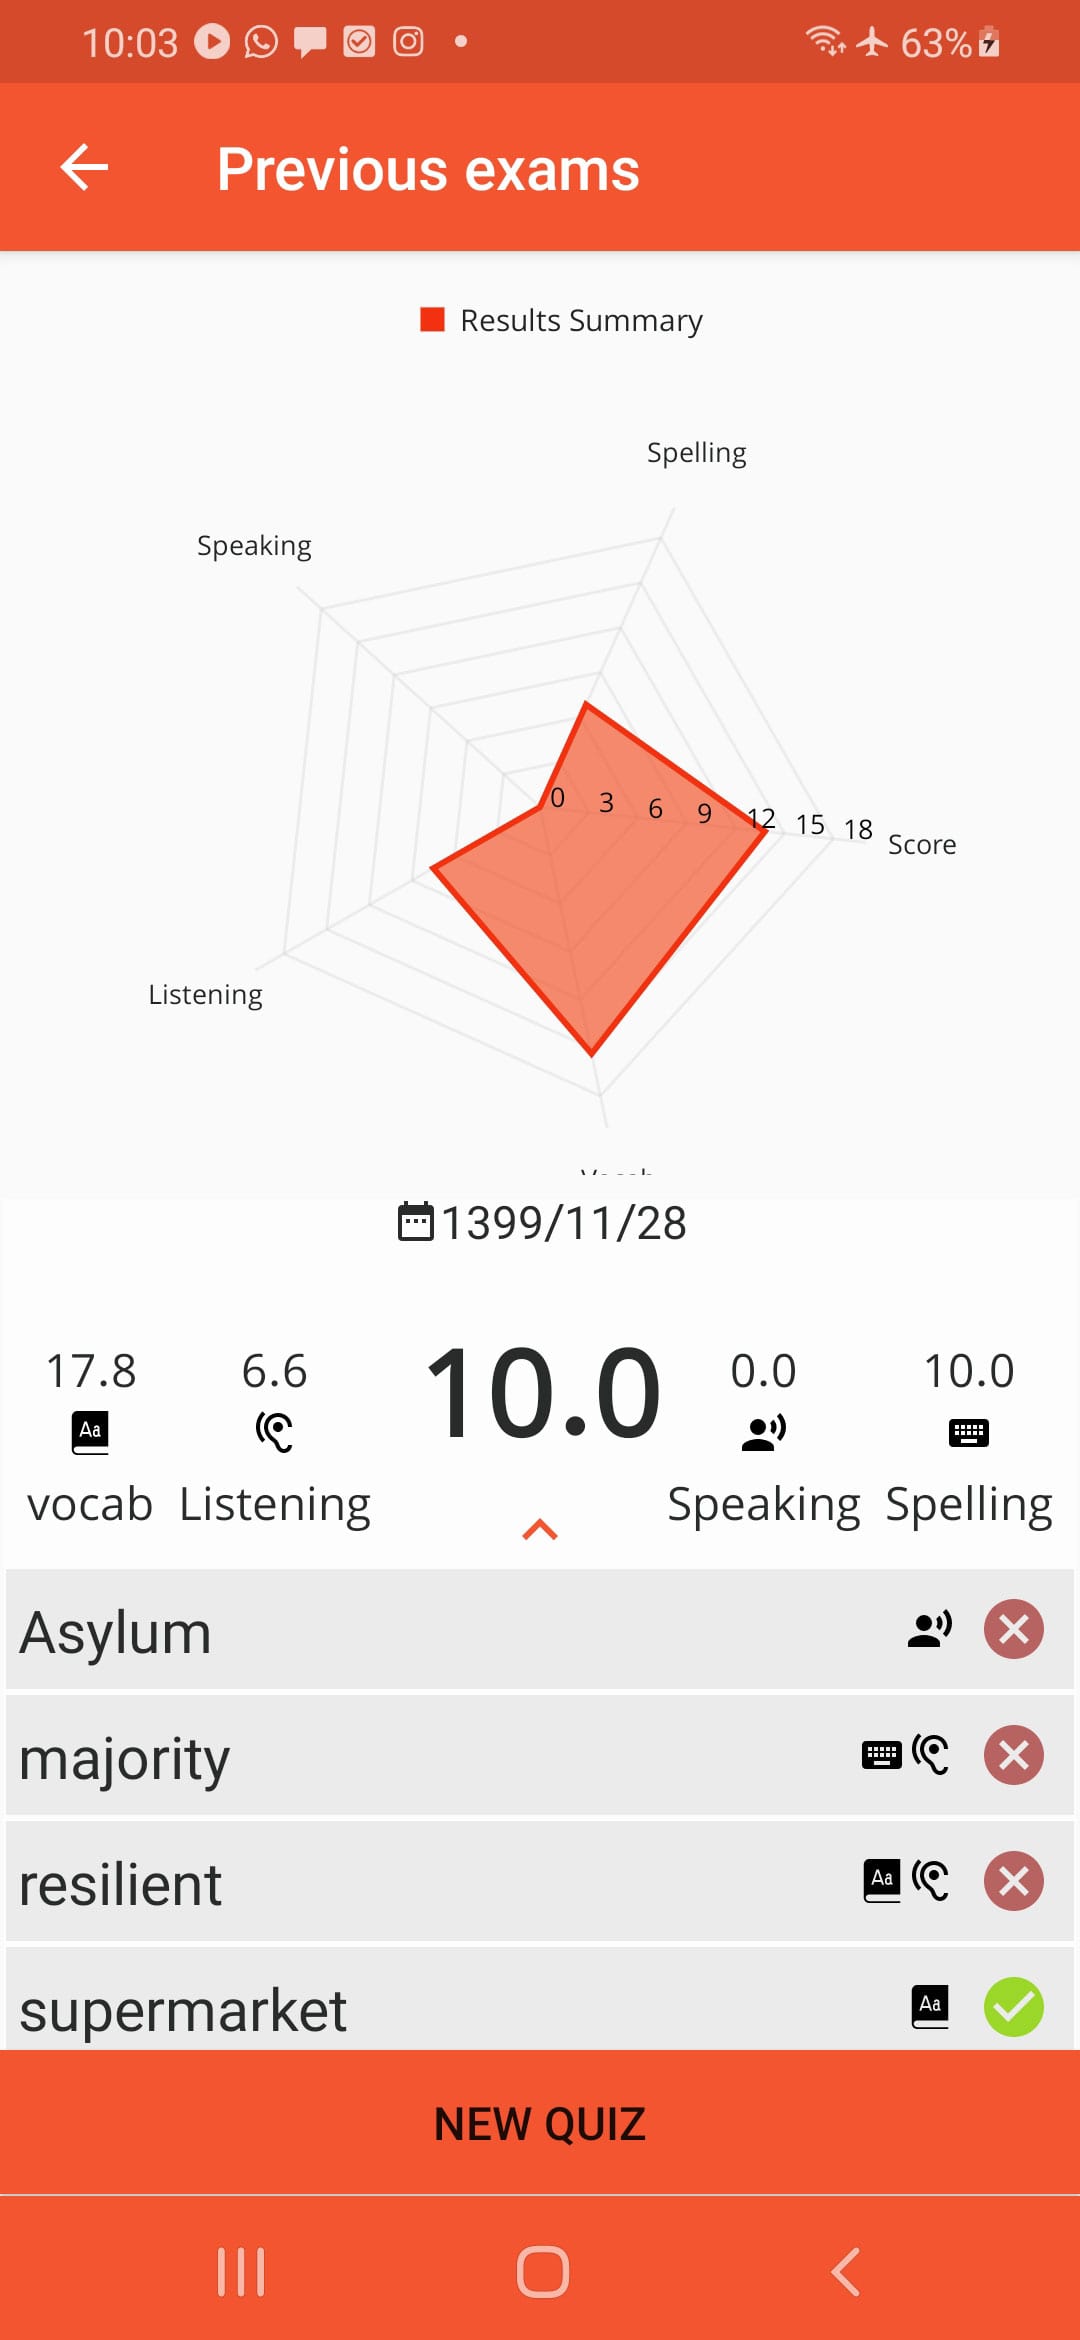 10:03 63%
Previous exams
Results Summary
Spelling
Speaking
0 3 6 9 12 15 18
Score
Listening
1399/11/28
17.8 6.6 10.0 0.0 10.0
Aa
vocab Listening Speaking Spelling
Asylum
majority
resilient Aa
supermarket Aa
NEW QUIZ